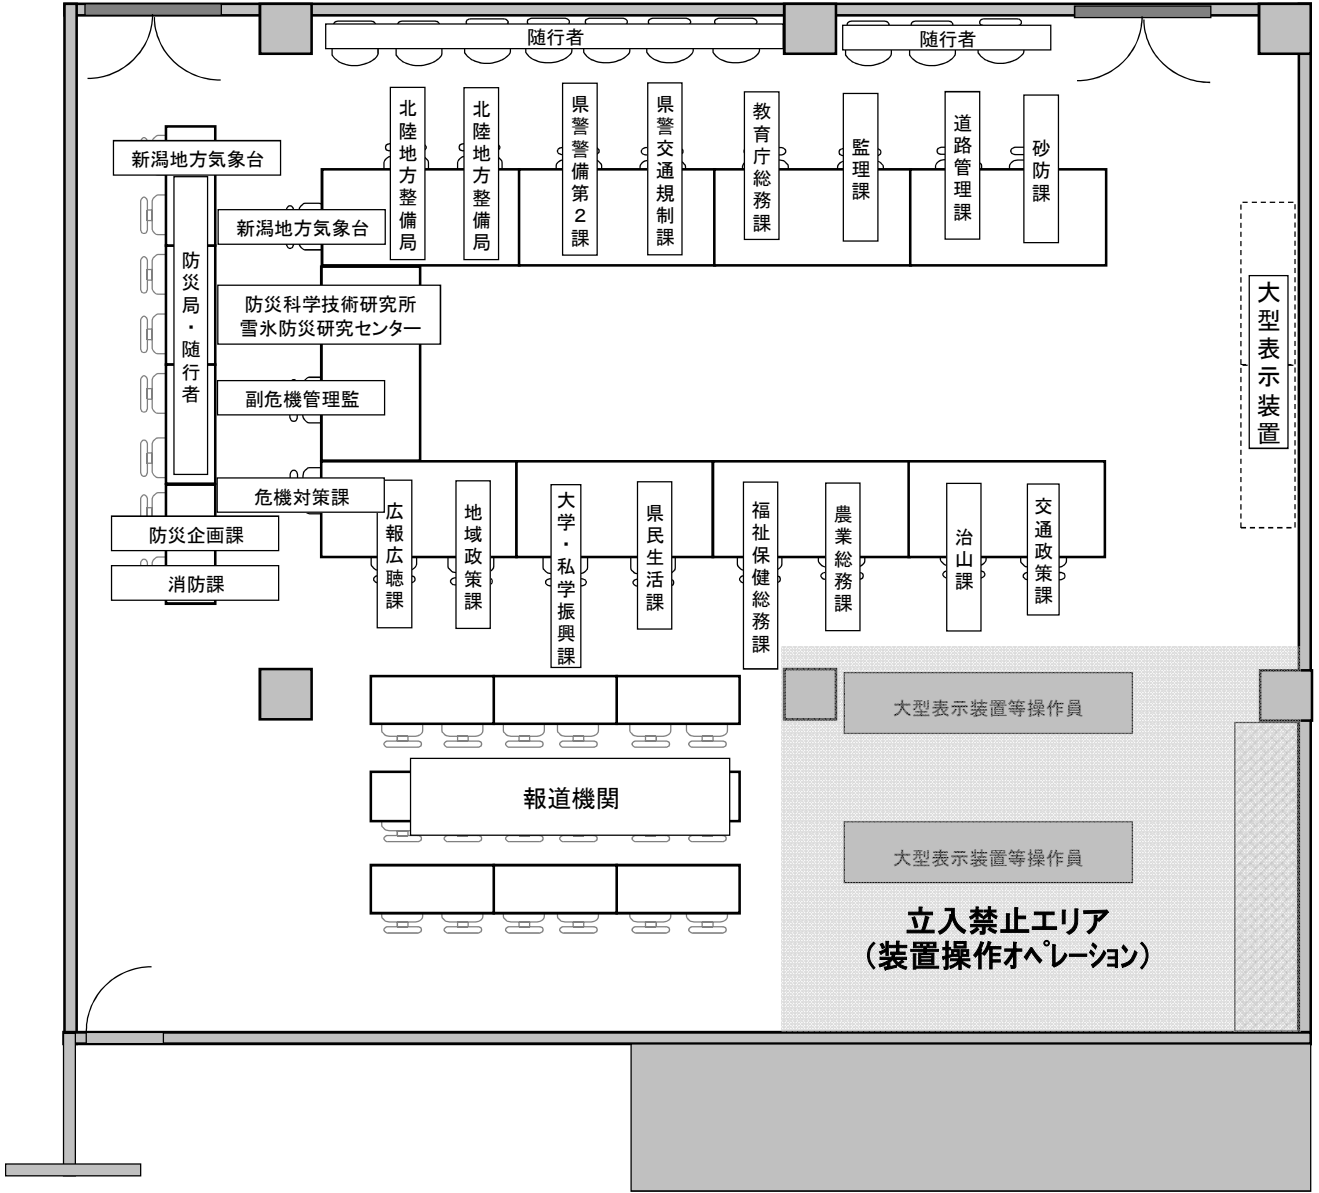 随行者
随行者
北陸地方整備局
北陸地方整備局
県警警備第２課
県警交通規制課
教育庁総務課
監理課
道路管理課
砂防課
新潟地方気象台
新潟地方気象台
防災局・随行者
防災科学技術研究所
雪氷防災研究センター
副危機管理監
危機対策課
防災企画課
消防課
大型表示装置
広報広聴課
地域政策課
大学・私学振興課
県民生活課
福祉保健総務課
農業総務課
治山課
交通政策課
大型表示装置等操作員
報道機関
大型表示装置等操作員
立入禁止エリア
（装置操作ｵﾍﾟﾚｰｼｮﾝ）